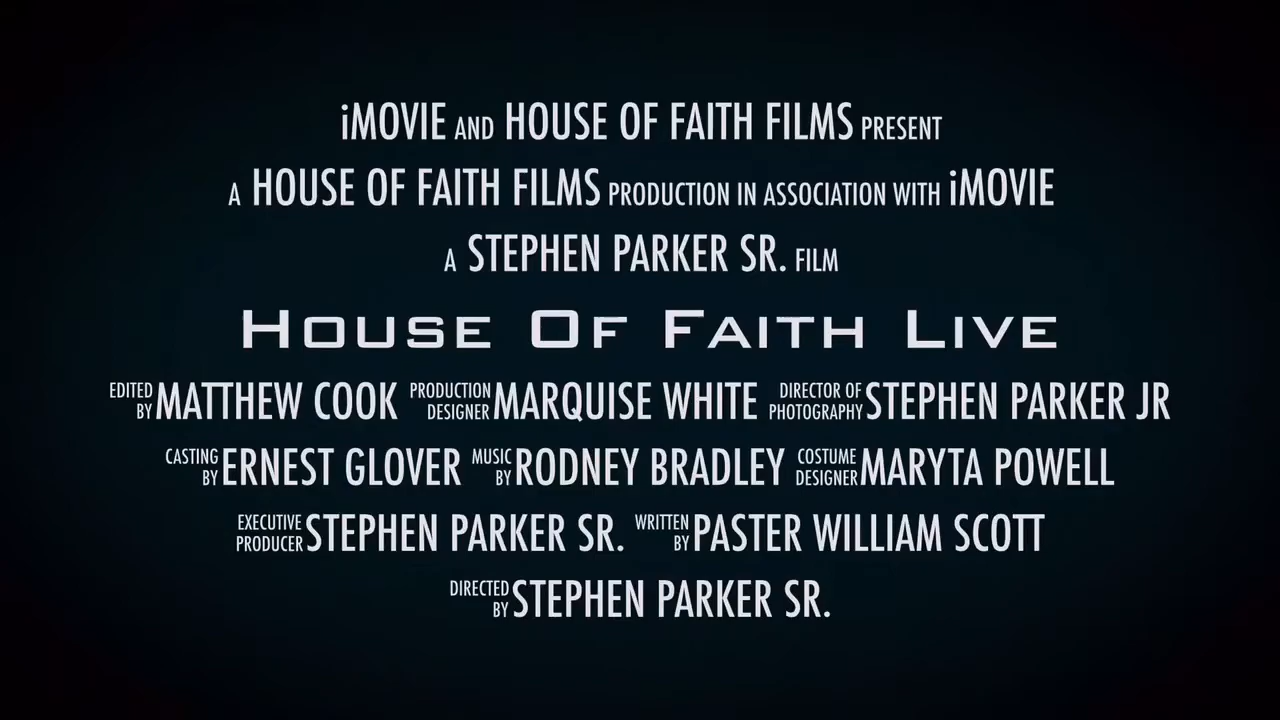 iMOVIE AND HOUSE OF FAITH FILMS PRESENT
A HOUSE OF FAITH FILMS PRODUCTION IN ASSOCIATION WITH iMOVIE
A STEPHEN PARKER SR. FILM
HOUSE OF FAITH LIVE
EDITED BY MATTHEW COOK PRODUCTION DESIGNER MARQUISE WHITE DIRECTOR OF PHOTOGRAPHY STEPHEN PARKER JR
CASTING BY ERNEST GLOVER MUSIC BY RODNEY BRADLEY COSTUME DESIGNER MARYTA POWELL
EXECUTIVE PRODUCER STEPHEN PARKER SR. WRITTEN BY PASTER WILLIAM SCOTT
DIRECTED BY STEPHEN PARKER SR.